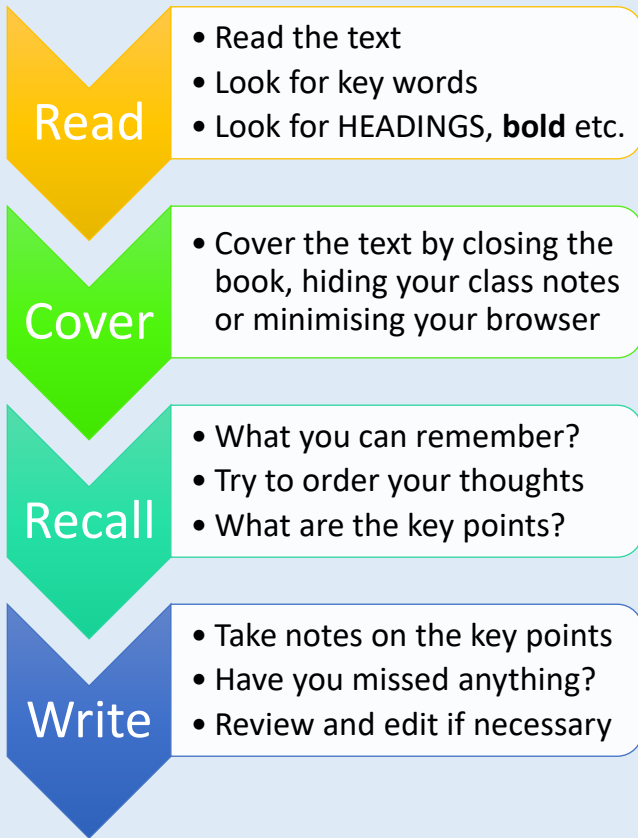 Read
• Read the text
• Look for key words
• Look for HEADINGS, bold etc.
Cover
• Cover the text by closing the
book, hiding your class notes
or minimising your browser
Recall
• What you can remember?
• Try to order your thoughts
• What are the key points?
Write
• Take notes on the key points
• Have you missed anything?
• Review and edit if necessary